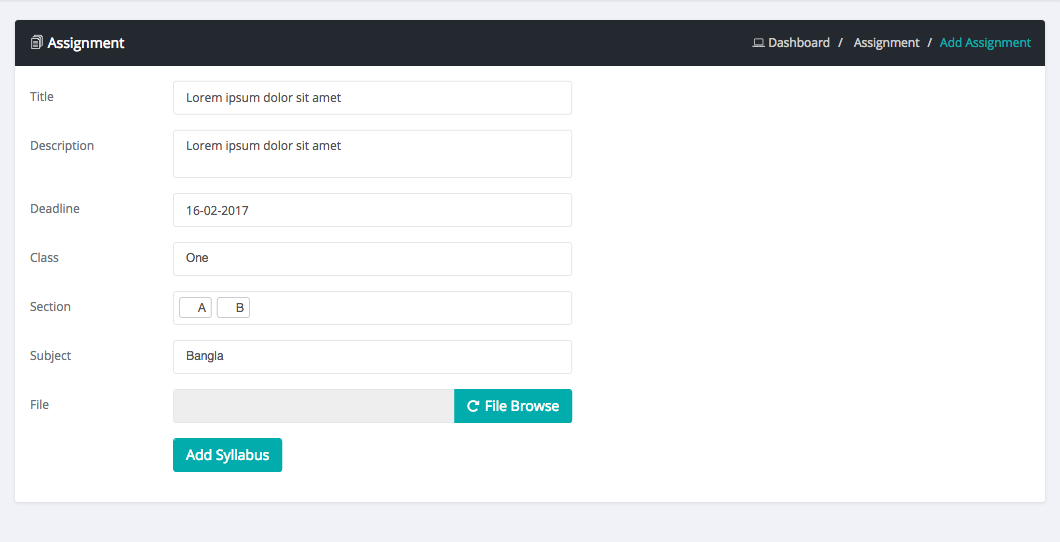 Assignment
Dashboard / Assignment / Add Assignment
Title Lorem ipsum dolor sit amet
Description Lorem ipsum dolor sit amet
Deadline 16-02-2017
Class One
Section A B
Subject Bangla
File File Browse
Add Syllabus